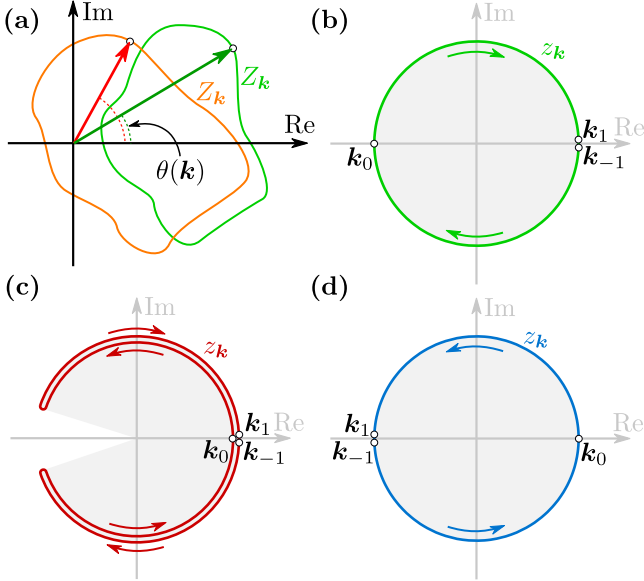 (a)
Im
Z_k
Z_k
Re
θ(k)
(b)
Im
z_k
k_1
Re
k_0
k_{-1}
(c)
Im
z_k
Re
k_1
k_0
k_{-1}
(d)
Im
z_k
Re
k_1
k_{-1}
k_0